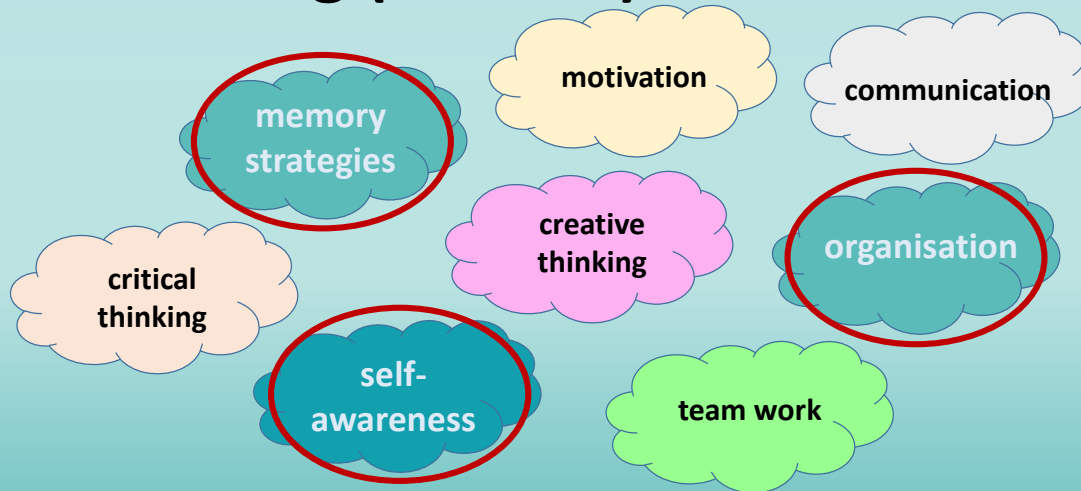 motivation
communication
memory
strategies
creative
thinking
organisation
critical
thinking
self-
awareness
team work